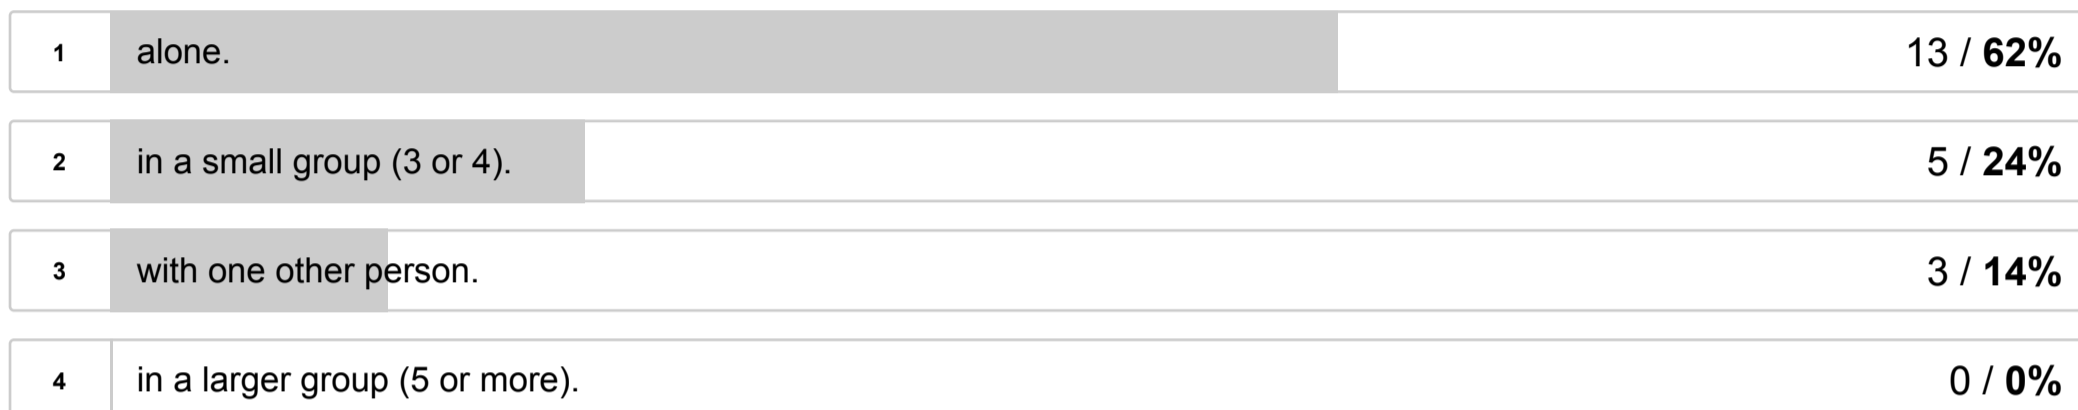 1 alone. 13 / 62%
2 in a small group (3 or 4). 5 / 24%
3 with one other person. 3 / 14%
4 in a larger group (5 or more). 0 / 0%